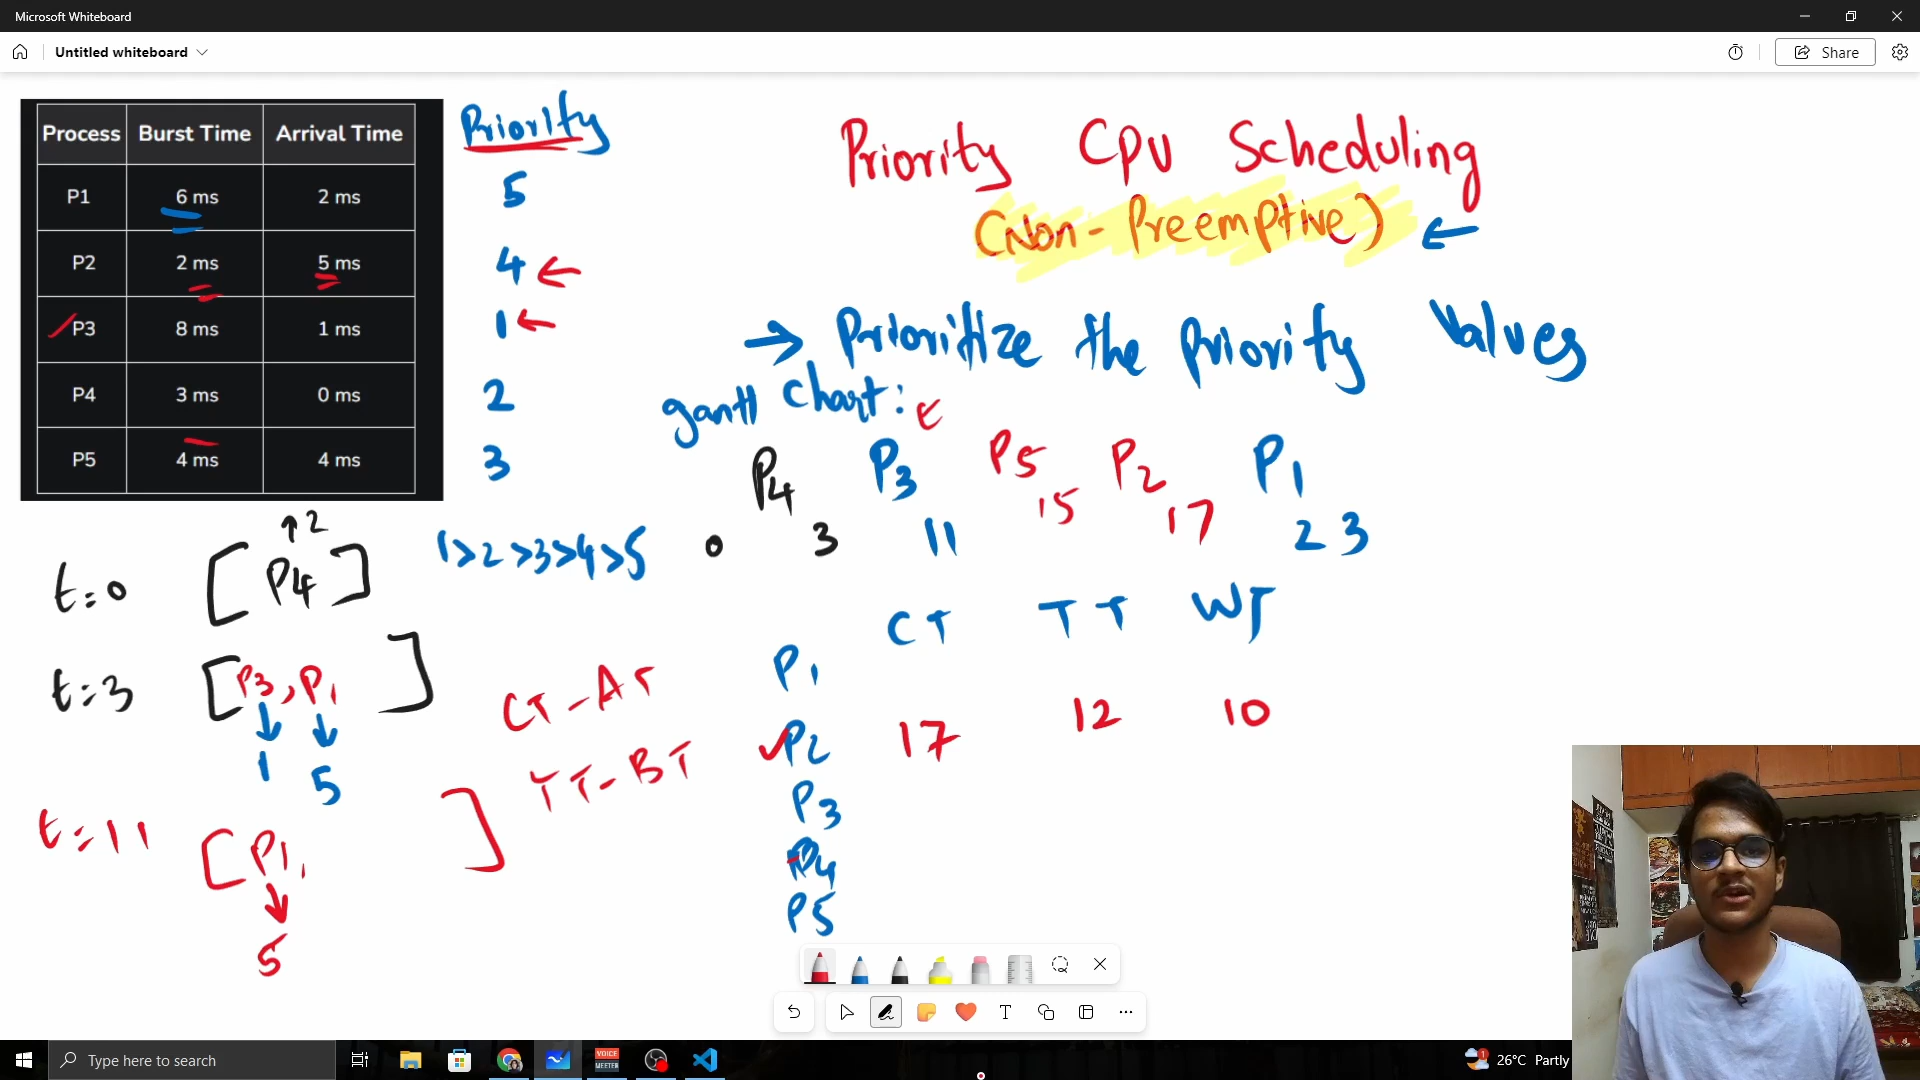 Microsoft Whiteboard
Untitled whiteboard
Share
Process Burst Time Arrival Time Priority
P1 6 ms 2 ms 5
P2 2 ms 5 ms 4
P3 8 ms 1 ms 1
P4 3 ms 0 ms 2
P5 4 ms 4 ms 3
Priority CPU Scheduling
(Non-Preemptive)
→ Prioritize the priority values
gantt chart:
P4 P3 P5 P2 P1
0 3 11 15 17 23
1>2>3>4>5
↑2
t=0 [P4]
t=3 [P3, P1 ]
1 5
t=11 [P1, ]
5
CT-AT
TT-BT
CT TT WT
P1
P2 17 12 10
P3
P4
P5
T
VOICE
MEETER
Type here to search
1
26°C Partly